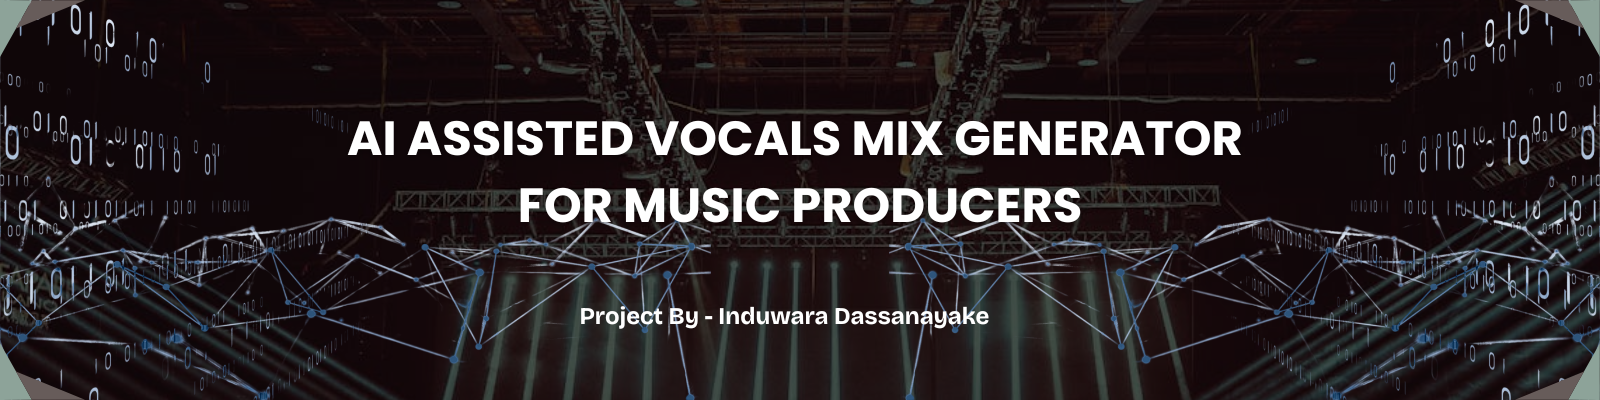 AI ASSISTED VOCALS MIX GENERATOR
FOR MUSIC PRODUCERS
Project By - Induwara Dassanayake